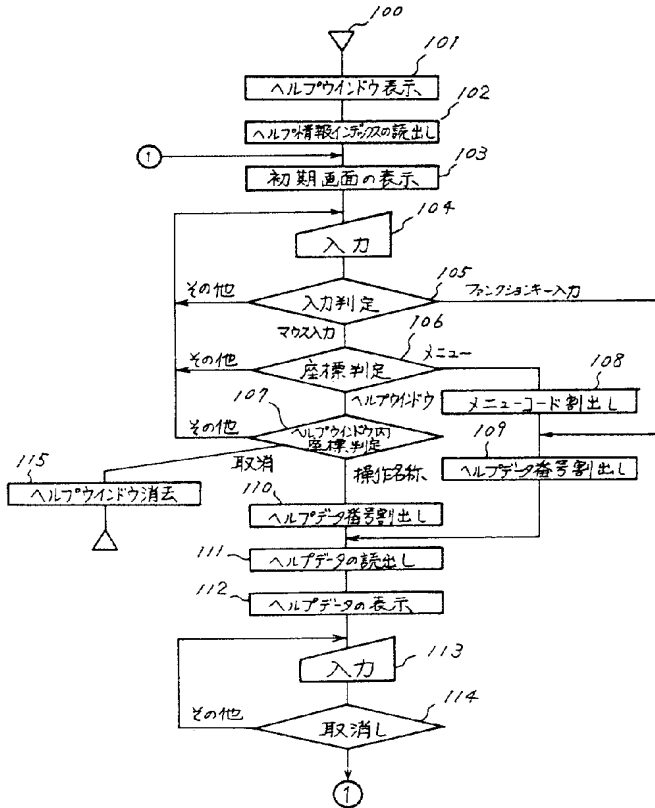 100
101
ヘルプウインドウ表示
102
ヘルプ情報インデックスの読出し
①
103
初期画面の表示
104
入力
105
その他
入力判定
ファンクションキー入力
マウス入力
106
その他
座標判定
メニュー
107
ヘルプウインドウ
108
メニューコード割出し
その他
ヘルプウインドウ内
座標判定
109
115
取消
操作名称
ヘルプデータ番号割出し
ヘルプウインドウ消去
110
ヘルプデータ番号割出し
111
ヘルプデータの読出し
112
ヘルプデータの表示
入力
113
その他
114
取消し
①